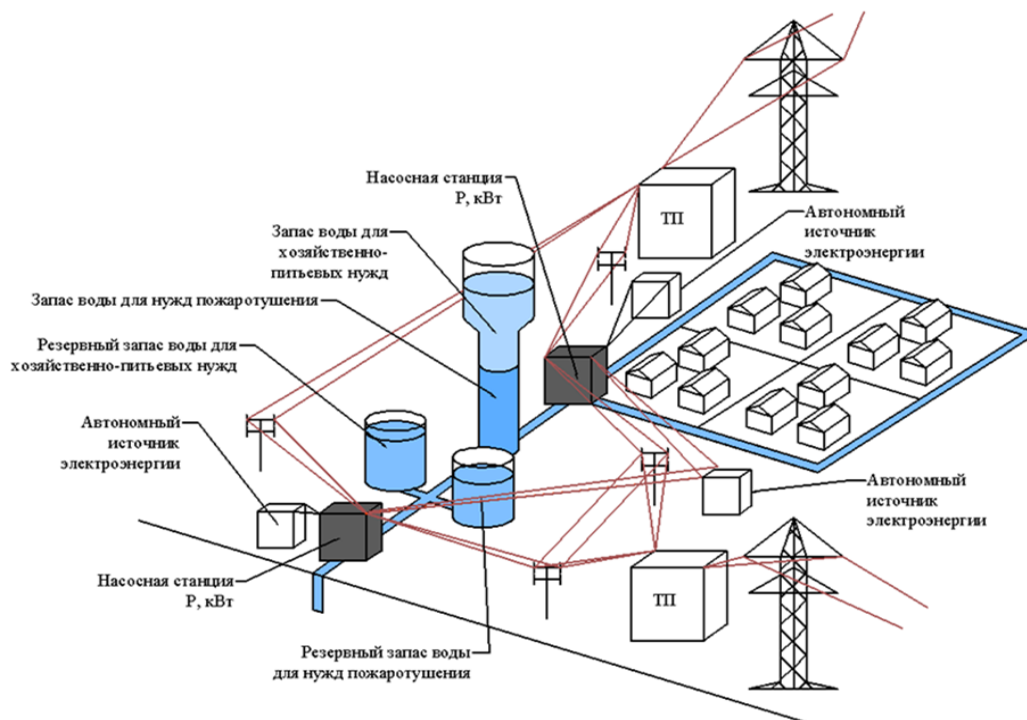 Насосная станция
Р, кВт
ТП
Автономный
источник
электроэнергии
Запас воды для
хозяйственно-
питьевых нужд
Запас воды для нужд пожаротушения
Резервный запас воды для
хозяйственно-питьевых нужд
Автономный
источник
электроэнергии
Автономный
источник
электроэнергии
Насосная станция
Р, кВт
ТП
Резервный запас воды
для нужд пожаротушения